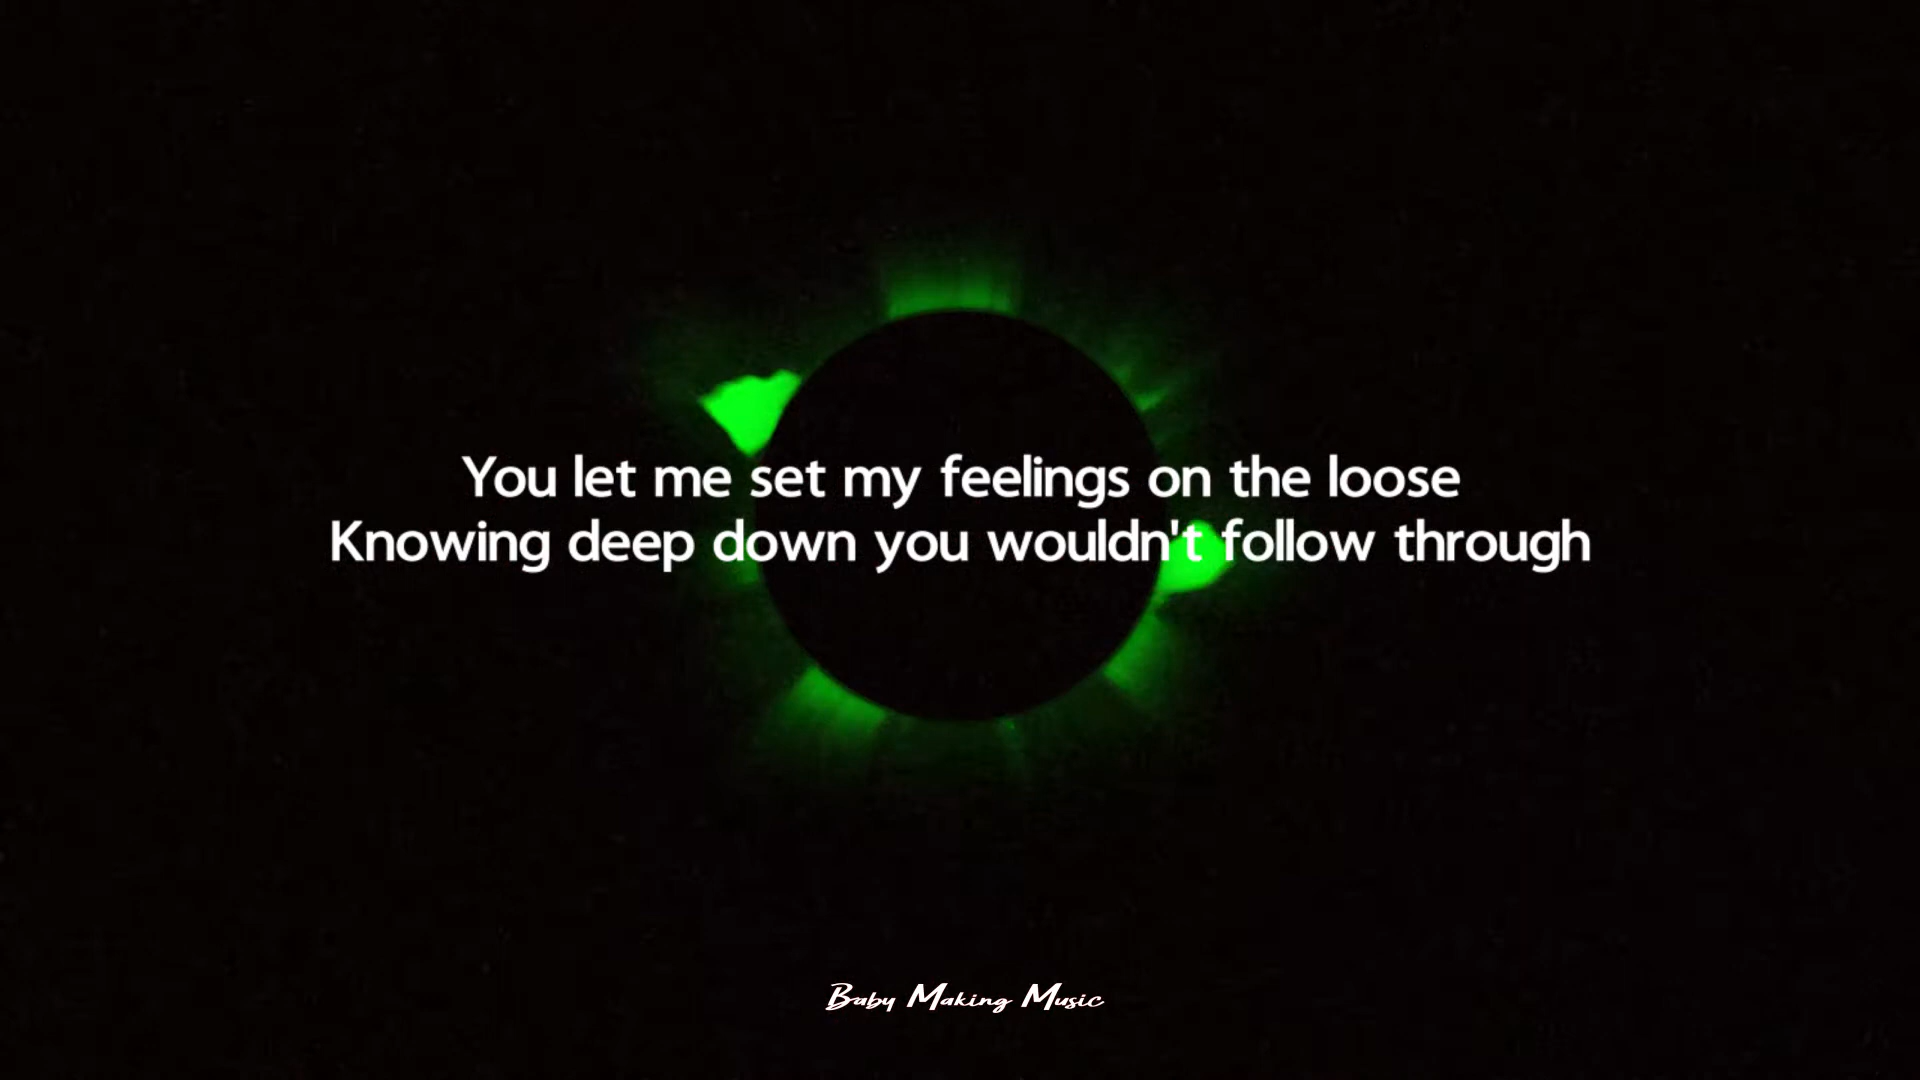 You let me set my feelings on the loose
Knowing deep down you wouldn't follow through
Baby Making Music